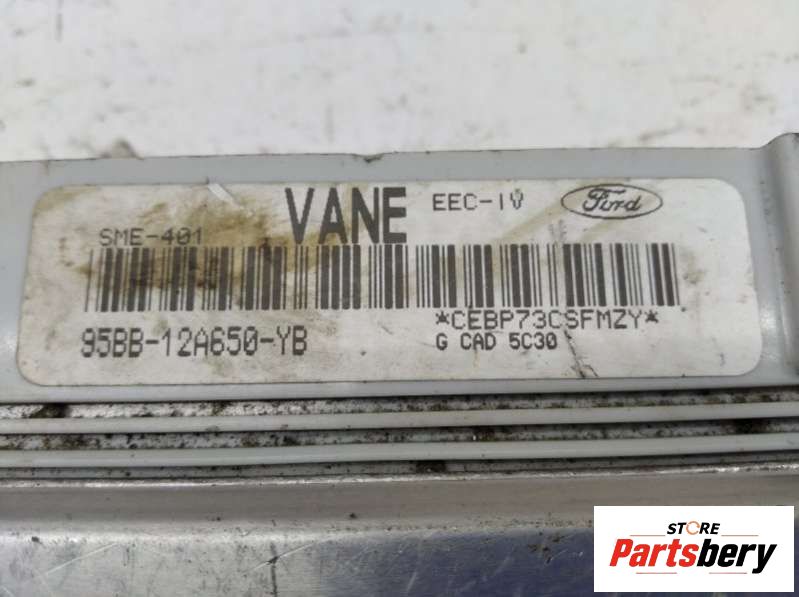 VANE EEC-IV Ford
SME-401
*CEBP73CSFMZY*
95BB-12A650-YB
G CAD 5C30
STORE
Partsbery